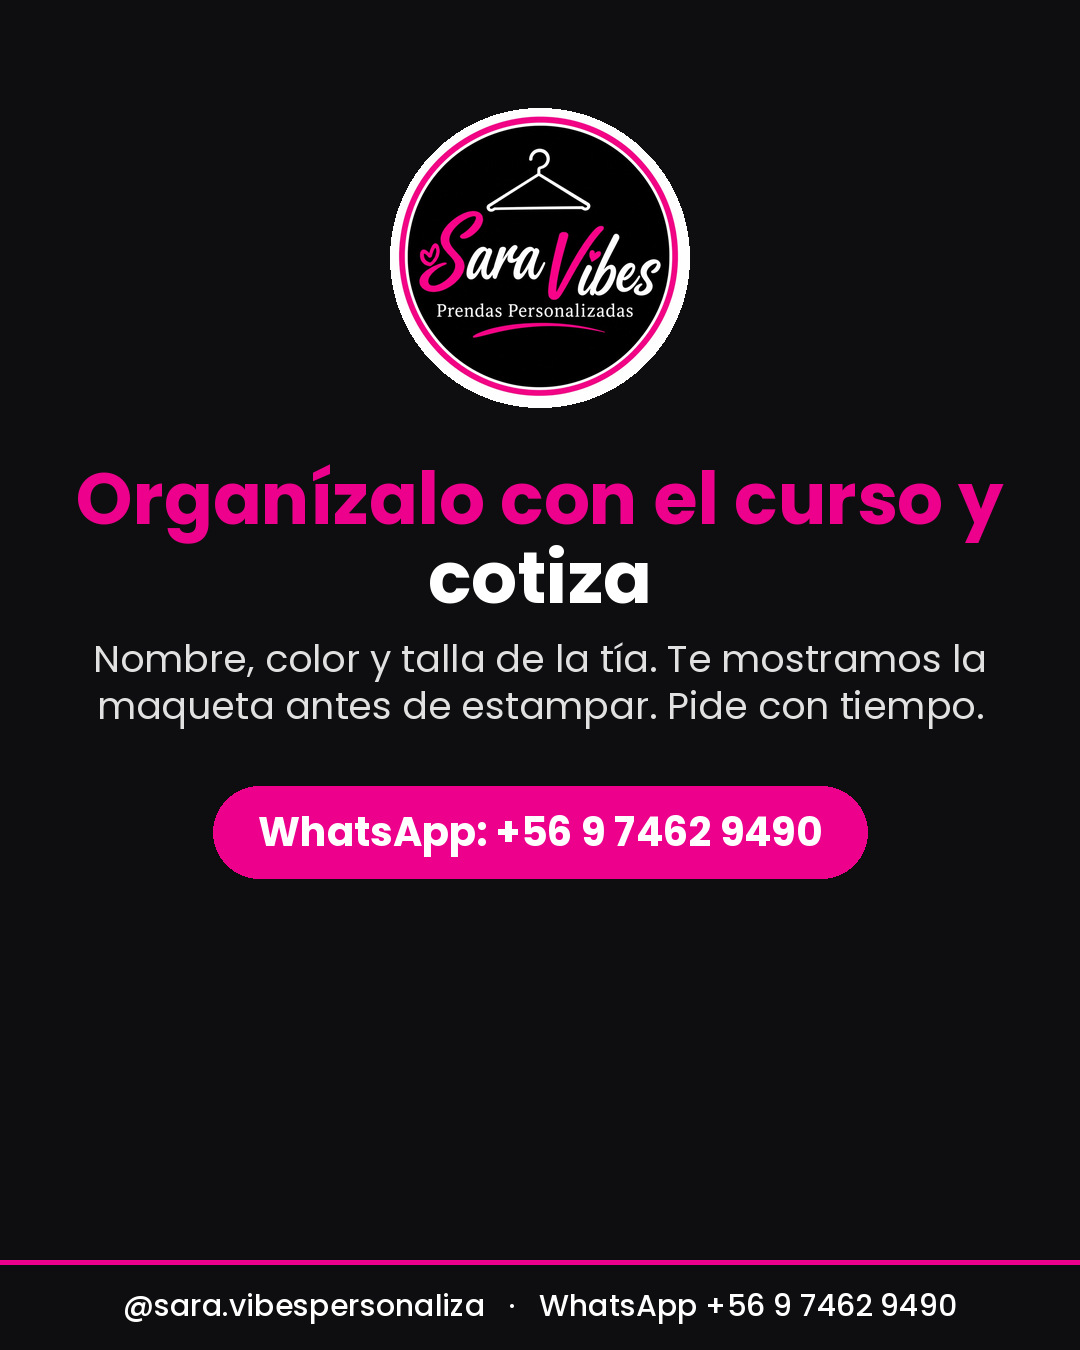 Sara Vibes
Prendas Personalizadas
Organízalo con el curso y
cotiza
Nombre, color y talla de la tía. Te mostramos la
maqueta antes de estampar. Pide con tiempo.
WhatsApp: +56 9 7462 9490
@sara.vibespersonaliza · WhatsApp +56 9 7462 9490